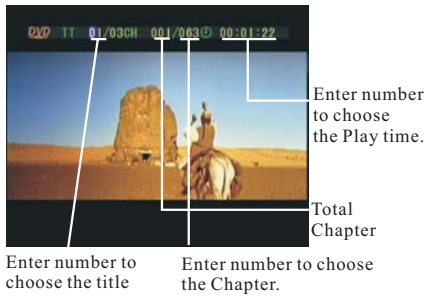 DVD TT 01/03CH 001/063 00:01:22
Enter number
to choose
the Play time.
Total
Chapter
Enter number to
choose the title
Enter number to choose
the Chapter.